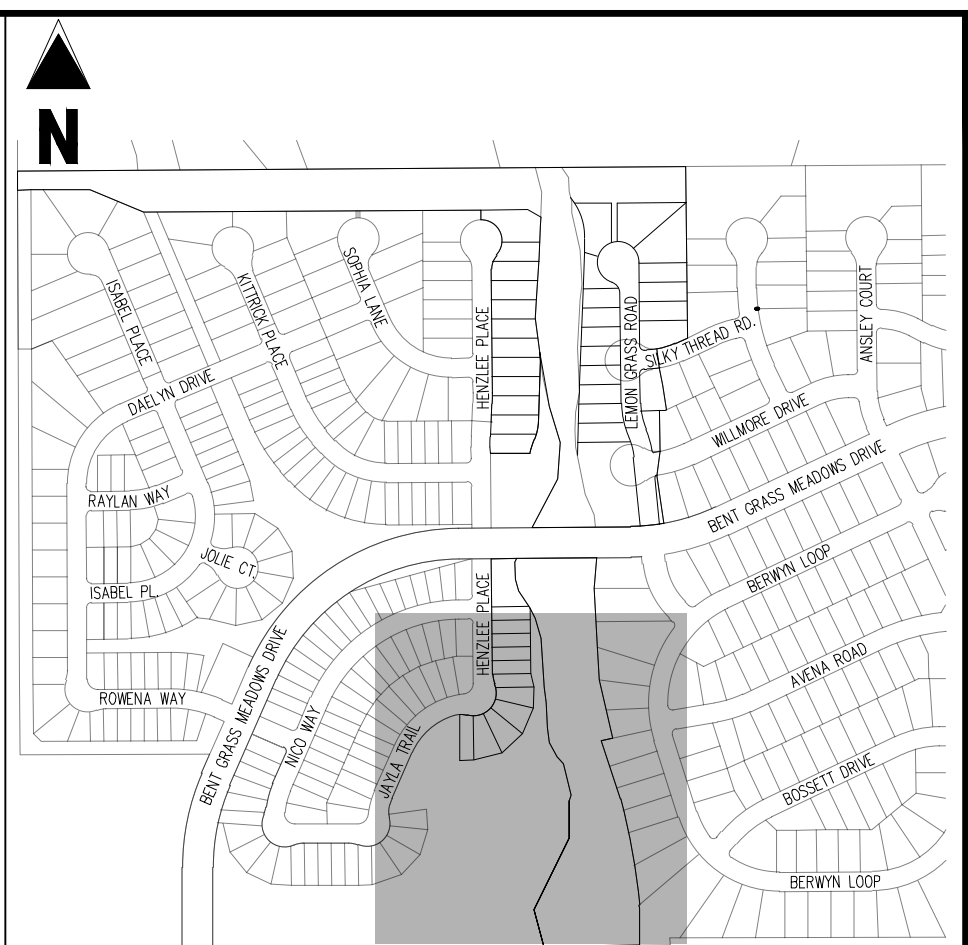 N
ISABEL PLACE
KITTRICK PLACE
SOPHIA LANE
HENZLEE PLACE
LEMON GRASS ROAD
SILKY THREAD RD.
ANSLEY COURT
DAELYN DRIVE
WILLMORE DRIVE
BENT GRASS MEADOWS DRIVE
RAYLAN WAY
JOLIE CT.
ISABEL PL.
BERWYN LOOP
HENZLEE PLACE
AVENA ROAD
ROWENA WAY
BENT GRASS MEADOWS DRIVE
NICO WAY
JAYLA TRAIL
BOSSETT DRIVE
BERWYN LOOP